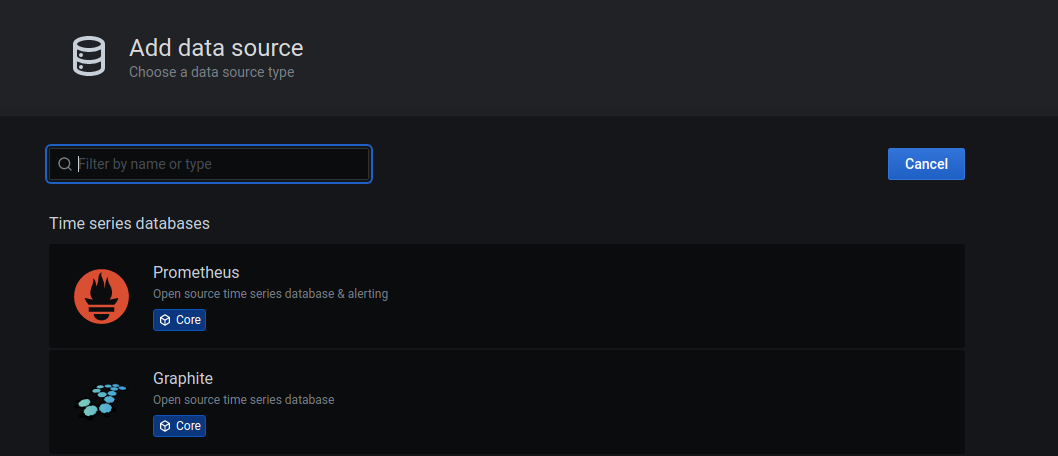 Add data source
Choose a data source type
Filter by name or type
Cancel
Time series databases
Prometheus
Open source time series database & alerting
Core
Graphite
Open source time series database
Core